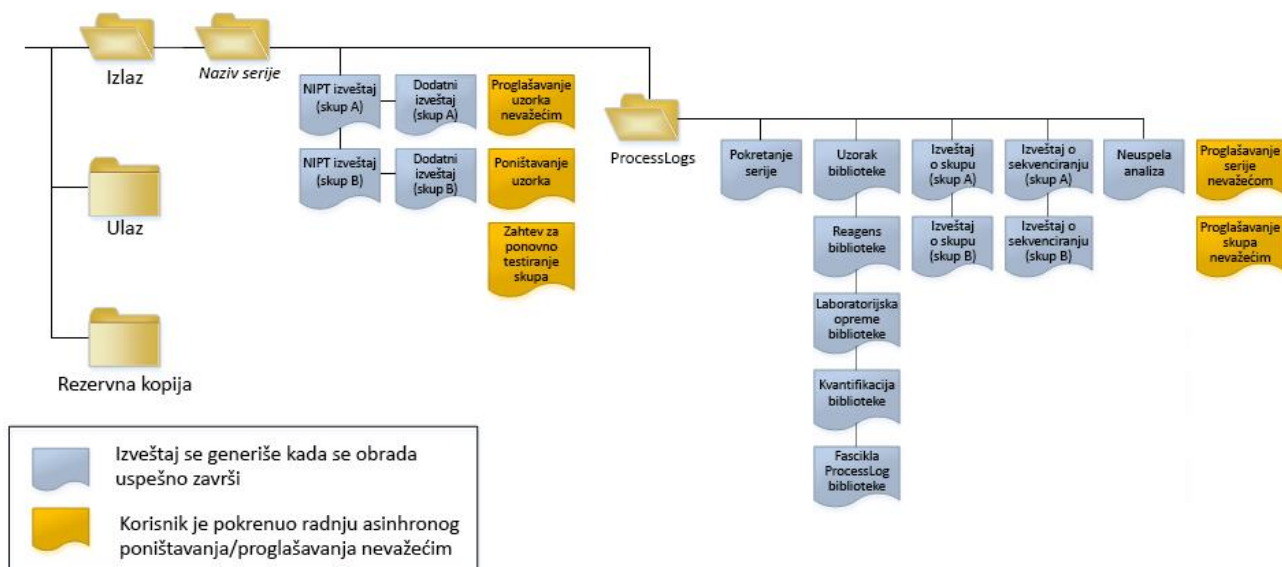 Izlaz
Naziv serije
NIPT izveštaj
(skup A)
Dodatni
izveštaj
(skup A)
Proglašavanje
uzorka
nevažećim
NIPT izveštaj
(skup B)
Dodatni
izveštaj
(skup B)
Poništavanje
uzorka
Zahtev za
ponovno
testiranje
skupa
ProcessLogs
Pokretanje
serije
Uzorak
biblioteke
Izveštaj
o skupu
(skup A)
Izveštaj o
sekvenciranju
(skup A)
Neuspela
analiza
Proglašavanje
serije
nevažećom
Reagens
biblioteke
Izveštaj
o skupu
(skup B)
Izveštaj o
sekvenciranju
(skup B)
Proglašavanje
skupa
nevažećim
Laboratorijska
opreme
biblioteke
Kvantifikacija
biblioteke
Fascikla
ProcessLog
biblioteke
Ulaz
Rezervna kopija
Izveštaj se generiše kada se obrada
uspešno završi
Korisnik je pokrenuo radnju asinhronog
poništavanja/proglašavanja nevažećim